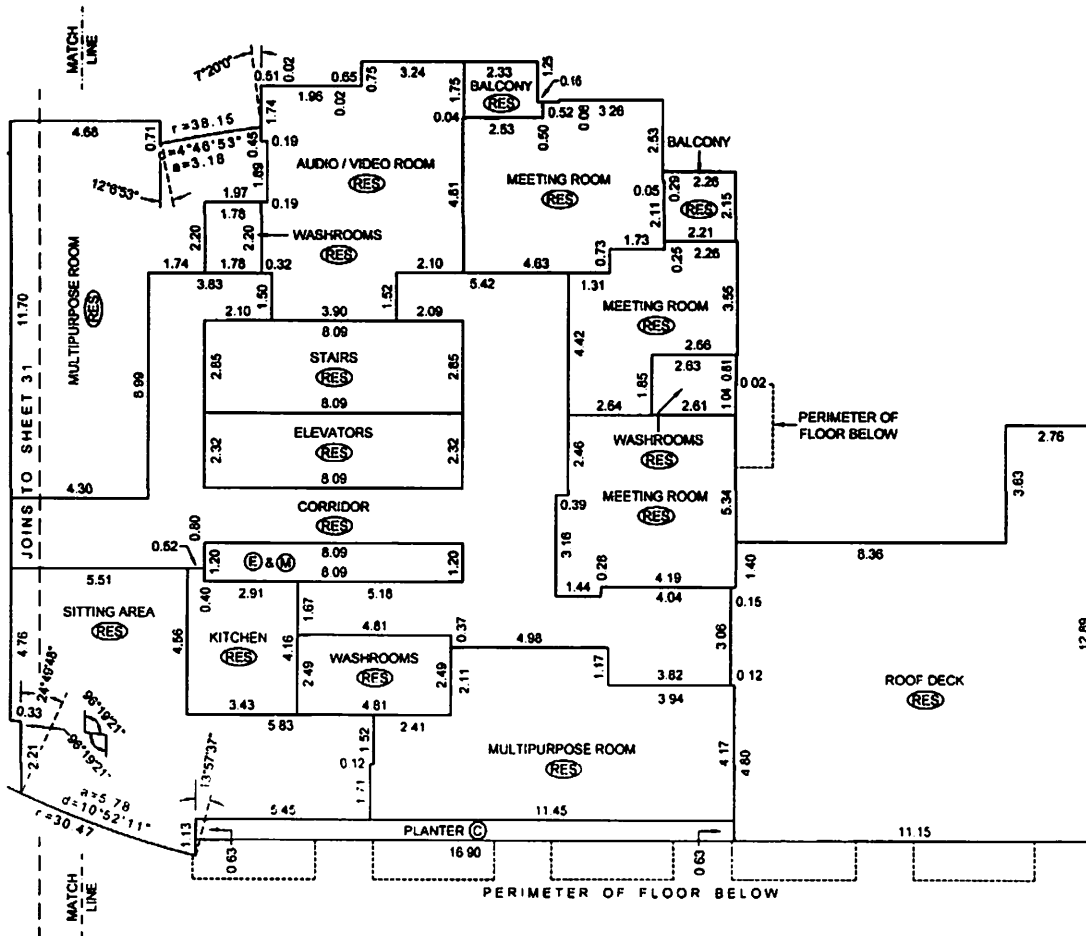 MATCH
LINE
7°20'0"
0.51
0.02
1.96
0.02
0.65
0.75
3.24
1.75
2.33
BALCONY
RES
1.25
0.16
0.04
2.53
0.50
0.52
0.08
3.28
2.53
BALCONY
0.05
0.29
2.26
RES
2.15
2.11
2.21
0.25
2.26
4.68
0.71
r=38.15
d=4°46'53"
a=3.18
12°6'53"
1.74
0.45
0.19
1.69
1.97
0.19
1.78
2.20
2.20
1.78
AUDIO / VIDEO ROOM
RES
WASHROOMS
RES
4.61
MEETING ROOM
RES
0.73
1.73
1.74
3.83
0.32
1.50
2.10
1.52
5.42
4.63
1.31
11.70
MULTIPURPOSE ROOM
RES
8.99
4.30
JOINS TO SHEET 31
2.10
3.90
2.09
8.09
2.85
STAIRS
RES
2.85
8.09
2.32
ELEVATORS
RES
2.32
8.09
4.42
MEETING ROOM
RES
3.55
2.66
2.63
1.85
0.81
1.04
0.02
2.64
2.61
PERIMETER OF
FLOOR BELOW
WASHROOMS
RES
2.46
0.39
MEETING ROOM
RES
5.34
3.16
1.44
0.28
4.19
4.04
2.76
3.63
8.36
1.40
0.15
CORRIDOR
RES
0.80
0.52
1.20
E & M
8.09
8.09
1.20
5.51
SITTING AREA
RES
4.76
0.40
2.91
5.18
1.67
4.56
KITCHEN
RES
4.16
4.81
0.37
4.98
2.49
WASHROOMS
RES
2.49
2.11
1.17
3.06
3.82
0.12
3.94
3.43
5.83
4.81
2.41
24°49'48"
0.33
96°19'21"
96°19'21"
2.21
13°57'37"
1.52
0.12
1.71
MULTIPURPOSE ROOM
RES
4.17
4.80
ROOF DECK
RES
12.89
a=5.78
d=10°52'11"
r=30.47
5.45
11.45
1.13
PLANTER C
0.63
16.90
0.63
11.15
PERIMETER OF FLOOR BELOW
MATCH
LINE